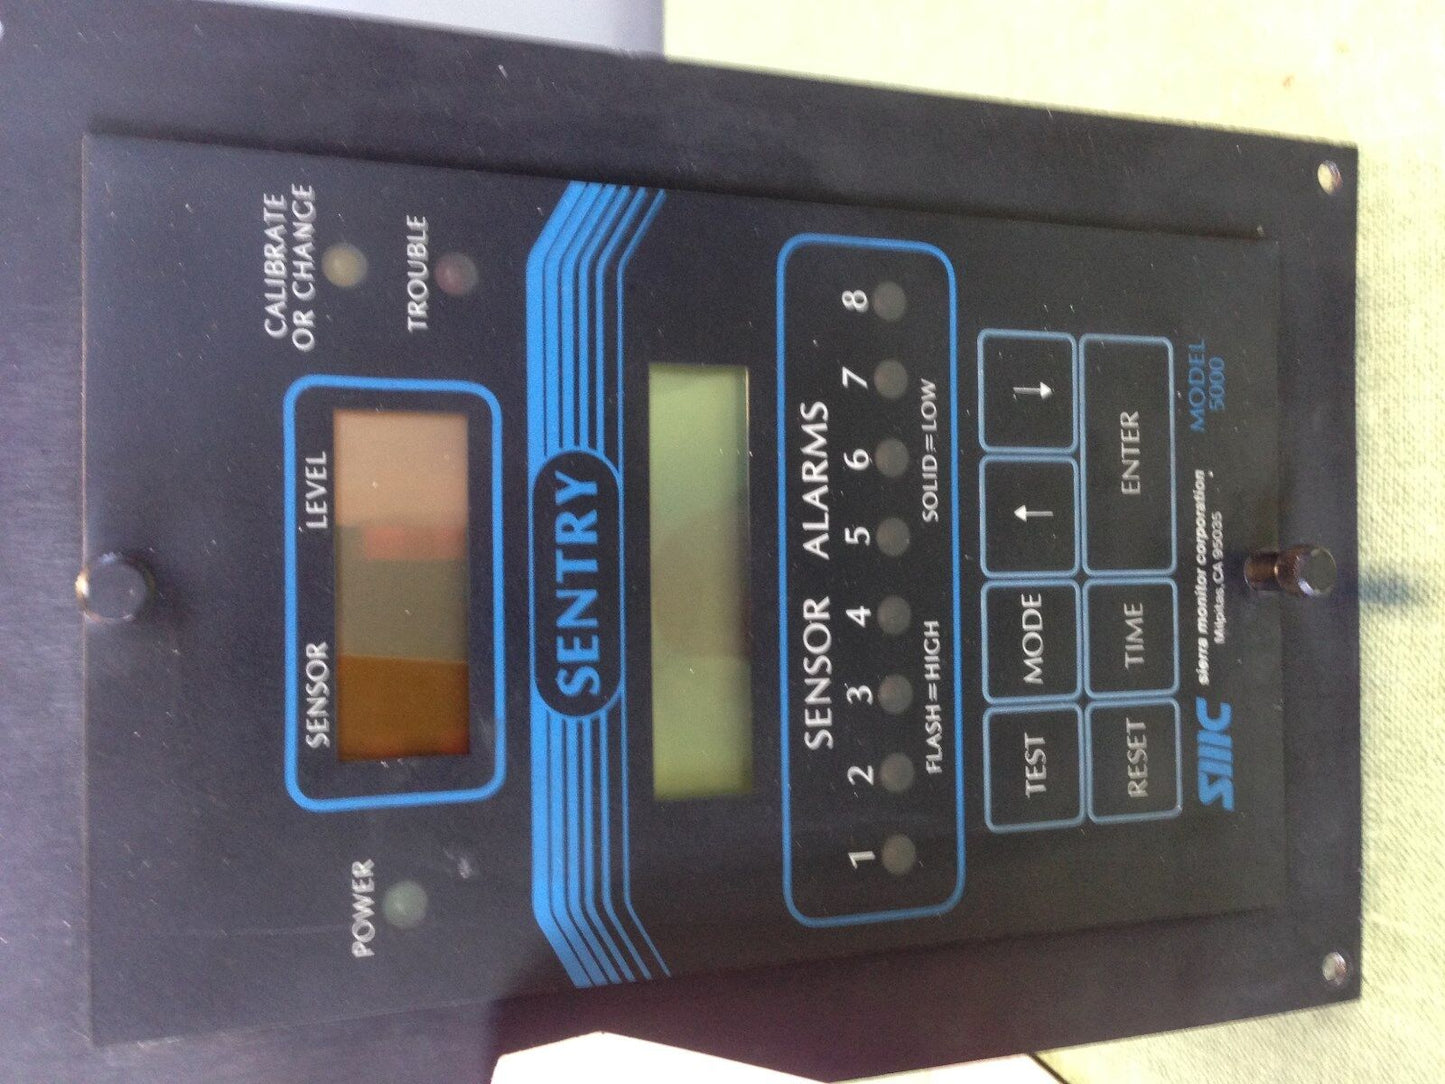 CALIBRATE
OR CHANGE
POWER
SENSOR LEVEL
TROUBLE
SENTRY
SENSOR ALARMS
1 2 3 4 5 6 7 8
FLASH=HIGH SOLID=LOW
TEST MODE ↑ ↓
RESET TIME ENTER
SMC sierra monitor corporation
Milpitas, CA 95035
MODEL
5000